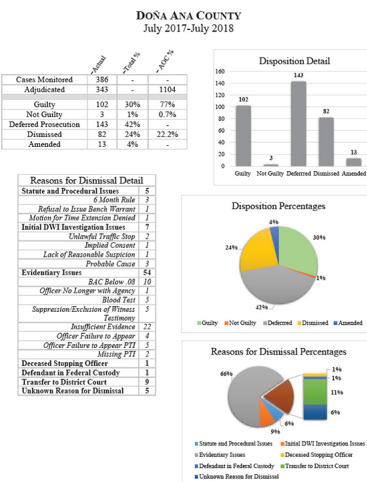 DOÑA ANA COUNTY
July 2017-July 2018
~Actual ~Total % ~ AOC %
Cases Monitored 386 - -
Adjudicated 343 - 1104
Guilty 102 30% 77%
Not Guilty 3 1% 0.7%
Deferred Prosecution 143 42% -
Dismissed 82 24% 22.2%
Amended 13 4% -
Disposition Detail
160
140
120
100
80
60
40
20
0
102
3
143
82
13
Guilty Not Guilty Deferred Dismissed Amended
Reasons for Dismissal Detail
Statute and Procedural Issues 5
6 Month Rule 3
Refusal to Issue Bench Warrant 1
Motion for Time Extension Denied 1
Initial DWI Investigation Issues 7
Unlawful Traffic Stop 2
Implied Consent 1
Lack of Reasonable Suspicion 1
Probable Cause 3
Evidentiary Issues 54
BAC Below .08 10
Officer No Longer with Agency 1
Blood Test 5
Suppression/Exclusion of Witness 5
Testimony
Insufficient Evidence 22
Officer Failure to Appear 4
Officer Failure to Appear PTI 5
Missing PTI 2
Deceased Stopping Officer 1
Defendant in Federal Custody 1
Transfer to District Court 9
Unknown Reason for Dismissal 5
Disposition Percentages
4%
30%
24%
1%
42%
Guilty Not Guilty Deferred Dismissed Amended
Reasons for Dismissal Percentages
66%
1%
1%
11%
6%
6%
9%
Statute and Procedural Issues Initial DWI Investigation Issues
Evidentiary Issues Deceased Stopping Officer
Defendant in Federal Custody Transfer to District Court
Unknown Reason for Dismissal